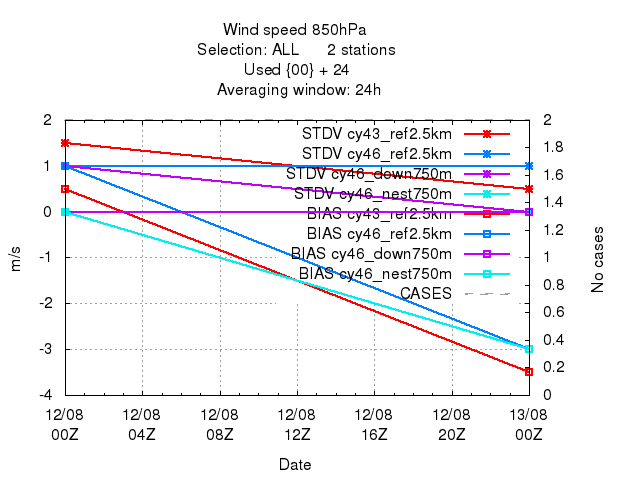 Wind speed 850hPa
Selection: ALL 2 stations
Used {00} + 24
Averaging window: 24h
2
1
0
-1
-2
-3
-4
m/s
2
1.8
1.6
1.4
1.2
1
0.8
0.6
0.4
0.2
0
No cases
STDV cy43_ref2.5km
STDV cy46_ref2.5km
STDV cy46_down750m
STDV cy46_nest750m
BIAS cy43_ref2.5km
BIAS cy46_ref2.5km
BIAS cy46_down750m
BIAS cy46_nest750m
CASES
12/08 12/08 12/08 12/08 12/08 12/08 13/08
00Z 04Z 08Z 12Z 16Z 20Z 00Z
Date